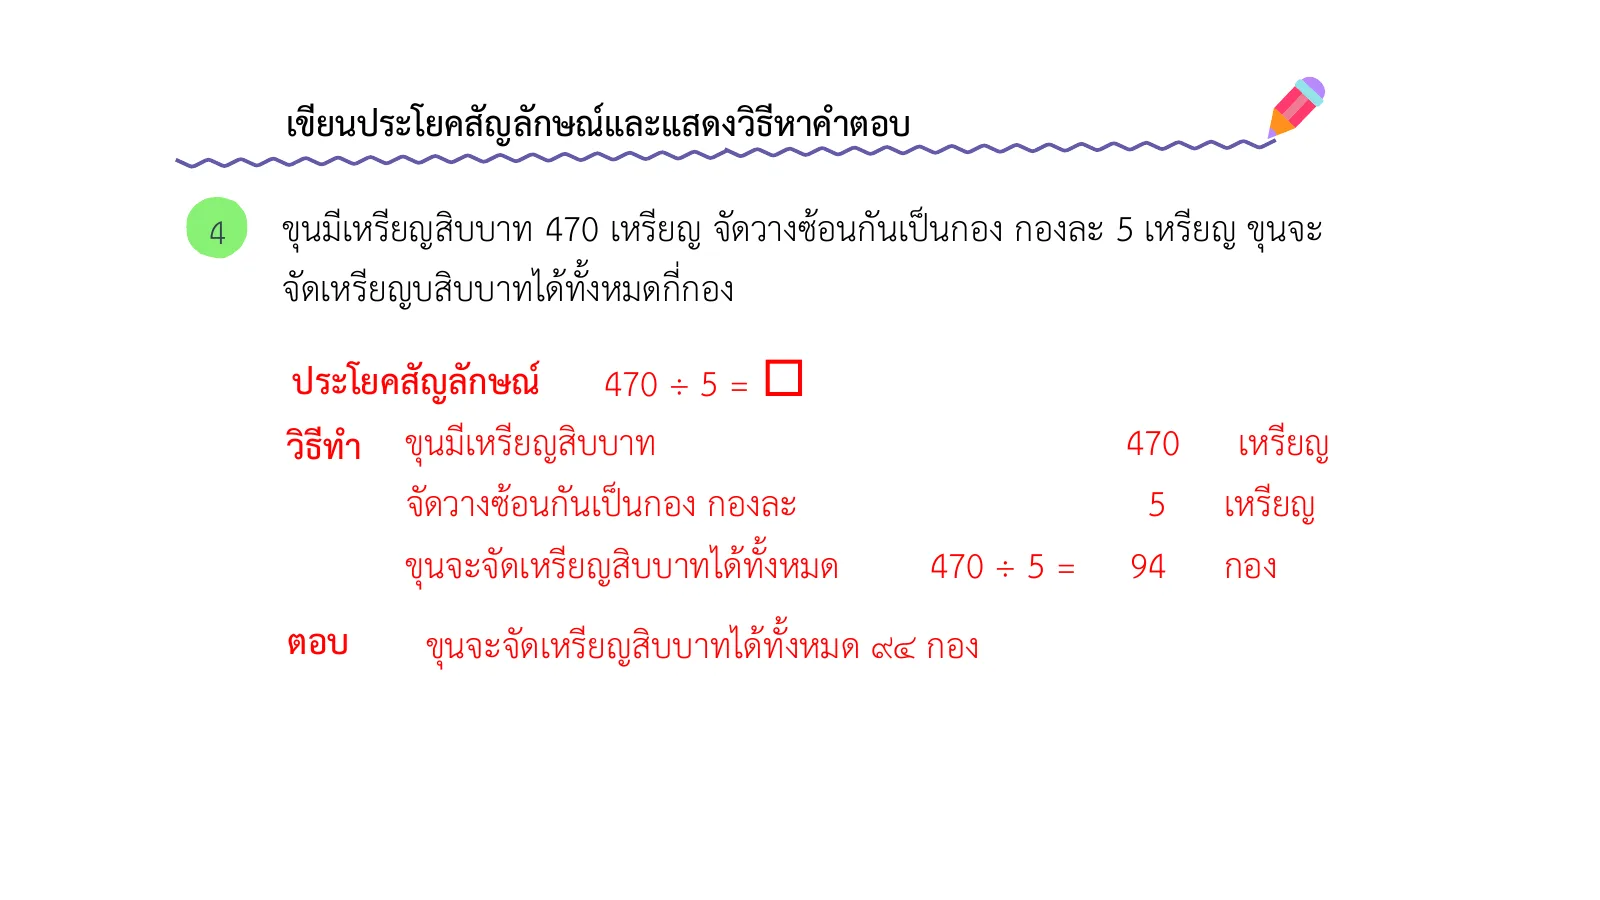 เขียนประโยคสัญลักษณ์และแสดงวิธีหาคำตอบ
4 ขุนมีเหรียญสิบบาท 470 เหรียญ จัดวางซ้อนกันเป็นกอง กองละ 5 เหรียญ ขุนจะ
จัดเหรียญบสิบบาทได้ทั้งหมดกี่กอง
ประโยคสัญลักษณ์ 470 ÷ 5 = □
วิธีทำ ขุนมีเหรียญสิบบาท 470 เหรียญ
จัดวางซ้อนกันเป็นกอง กองละ 5 เหรียญ
ขุนจะจัดเหรียญสิบบาทได้ทั้งหมด 470 ÷ 5 = 94 กอง
ตอบ ขุนจะจัดเหรียญสิบบาทได้ทั้งหมด ๙๔ กอง